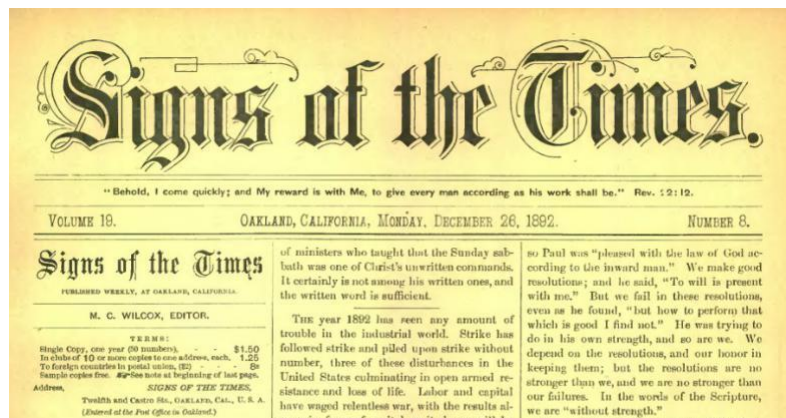 Signs of the Times.
"Behold, I come quickly; and My reward is with Me, to give every man according as his work shall be." Rev. 22:12.
VOLUME 19.
OAKLAND, CALIFORNIA, MONDAY, DECEMBER 26, 1892.
NUMBER 8.
Signs of the Times
PUBLISHED WEEKLY, AT OAKLAND, CALIFORNIA.
M. C. WILCOX, EDITOR.
TERMS:
Single Copy, one year (50 numbers), - - $1.50
In clubs of 10 or more copies to one address, each, 1.25
To foreign countries in postal union, ($2) - - 8s
Sample copies free. See note at beginning of last page.
Address, SIGNS OF THE TIMES,
Twelfth and Castro Sts., OAKLAND, CAL., U. S. A.
(Entered at the Post Office in Oakland.)
of ministers who taught that the Sunday sab-
bath was one of Christ's unwritten commands.
It certainly is not among his written ones, and
the written word is sufficient.
THE year 1892 has seen any amount of
trouble in the industrial world. Strike has
followed strike and piled upon strike without
number, three of these disturbances in the
United States culminating in open armed re-
sistance and loss of life. Labor and capital
have waged relentless war, with the results al-
so Paul was "pleased with the law of God ac-
cording to the inward man." We make good
resolutions; and he said, "To will is present
with me." But we fail in these resolutions,
even as he found, "but how to perform that
which is good I find not." He was trying to
do in his own strength, and so are we. We
depend on the resolutions, and our honor in
keeping them; but the resolutions are no
stronger than we, and we are no stronger than
our failures. In the words of the Scripture,
we are "without strength."